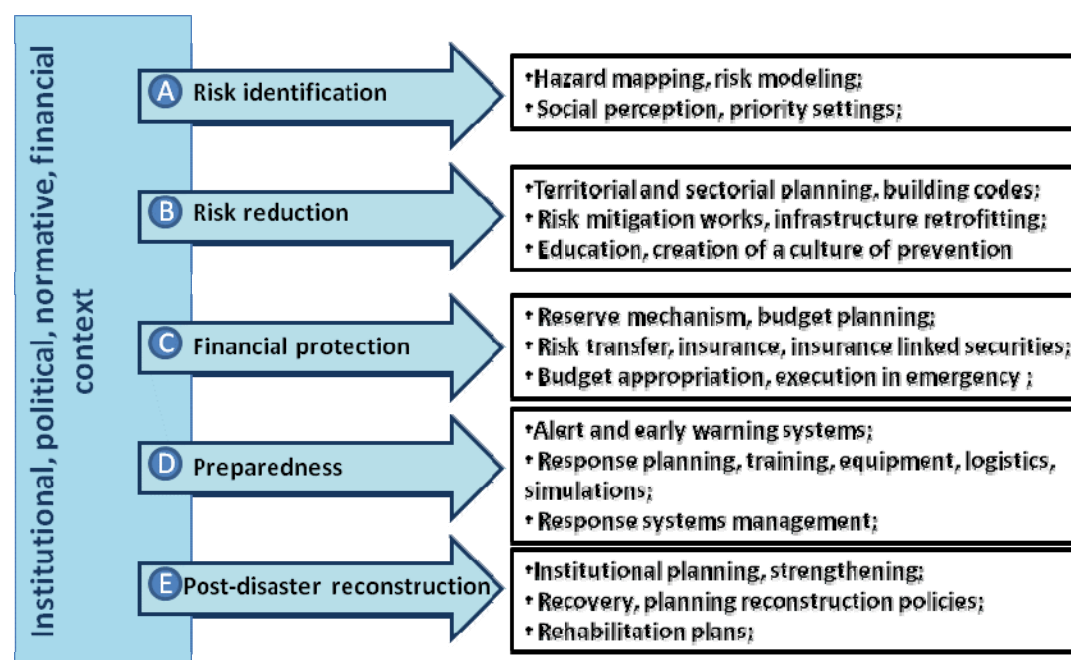 Institutional, political, normative, financial
context
A Risk identification
+Hazard mapping, risk modeling;
+ Social perception, priority settings;
B Risk reduction
+Territorial and sectorial planning, building codes;
+ Risk mitigation works, infrastructure retrofitting;
+ Education, creation of a culture of prevention
C Financial protection
+ Reserve mechanism, budget planning;
+ Risk transfer, insurance, insurance linked securities;
+ Budget appropriation, execution in emergency ;
D Preparedness
+Alert and early warning systems;
+ Response planning, training, equipment, logistics,
simulations;
+ Response systems management;
E Post-disaster reconstruction
+Institutional planning, strengthening;
+ Recovery, planning reconstruction policies;
+ Rehabilitation plans;